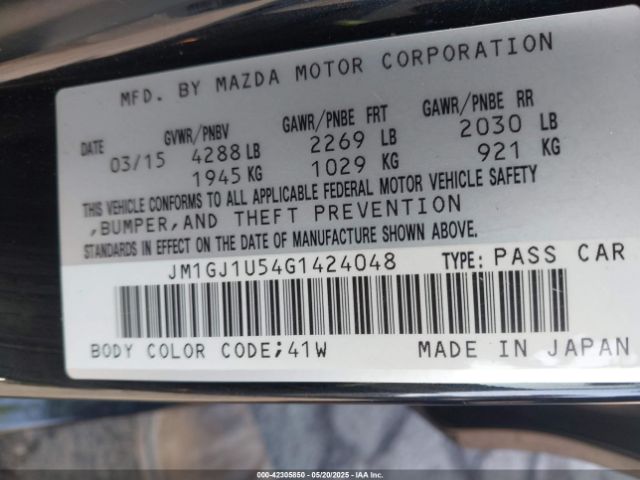 MFD. BY MAZDA MOTOR CORPORATION
DATE GVWR/PNBV GAWR/PNBE FRT GAWR/PNBE RR
03/15 4288 LB 2269 LB 2030 LB
1945 KG 1029 KG 921 KG
THIS VEHICLE CONFORMS TO ALL APPLICABLE FEDERAL MOTOR VEHICLE SAFETY
,BUMPER,AND THEFT PREVENTION
STANDARDS IN EFFECT ON THE DATE OF MANUFACTURE SHOWN ABOVE.
JM1GJ1U54G1424048 TYPE: PASS CAR
BODY COLOR CODE;41W MADE IN JAPAN
000-42305850 - 05/20/2025 - IAA Inc.